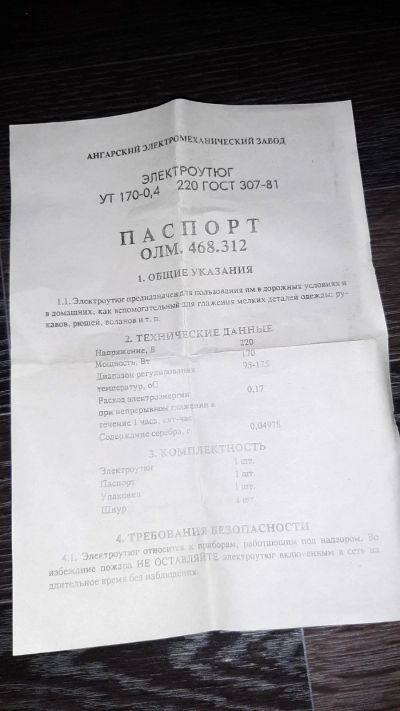 АНГАРСКИЙ ЭЛЕКТРОМЕХАНИЧЕСКИЙ ЗАВОД
ЭЛЕКТРОУТЮГ
УТ 170-0,4 220 ГОСТ 307-81
ПАСПОРТ
ОЛМ. 468.312
1. ОБЩИЕ УКАЗАНИЯ
1.1. Электроутюг предназначен для пользования им в дорожных условиях и
в домашних, как вспомогательный для глажения мелких деталей одежды: ру-
кавов, рюшей, воланов и т. п.
2. ТЕХНИЧЕСКИЕ ДАННЫЕ
Напряжение, В 220
Мощность, Вт 170
Диапазон регулирования 95-175
температур, оС
Расход электроэнергии 0,17
при непрерывном глажении в
течение 1 часа, квт-час
Содержание серебра, г 0,04978
3. КОМПЛЕКТНОСТЬ
Электроутюг 1 шт.
Паспорт 1 шт.
Упаковка 1 шт.
Шнур 1 шт.
4. ТРЕБОВАНИЯ БЕЗОПАСНОСТИ
4.1. Электроутюг относится к приборам, работающим под надзором. Во
избежание пожара НЕ ОСТАВЛЯЙТЕ электроутюг включенным в сеть на
длительное время без наблюдения.